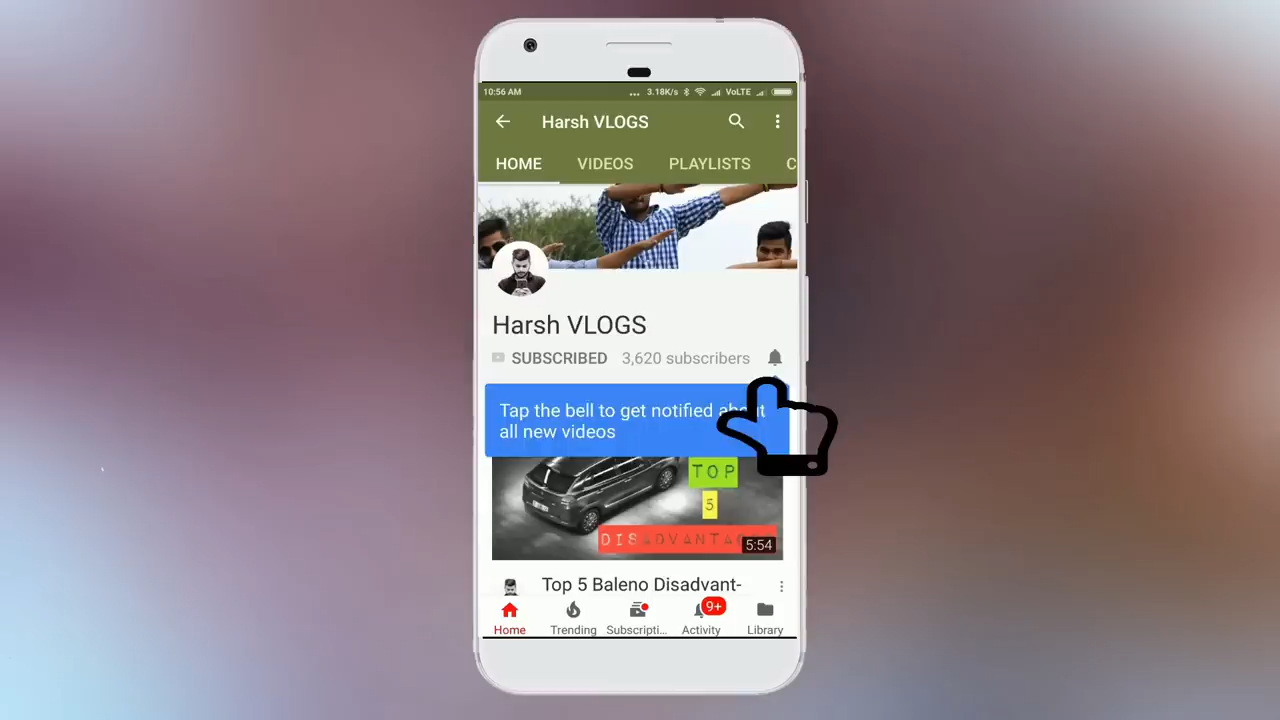 10:56 AM ... 3.18K/s VoLTE
Harsh VLOGS
HOME VIDEOS PLAYLISTS C
Harsh VLOGS
SUBSCRIBED 3,620 subscribers
Tap the bell to get notified about
all new videos
TOP
5
DISADVANTAG
5:54
Top 5 Baleno Disadvant-
9+
Home Trending Subscripti... Activity Library